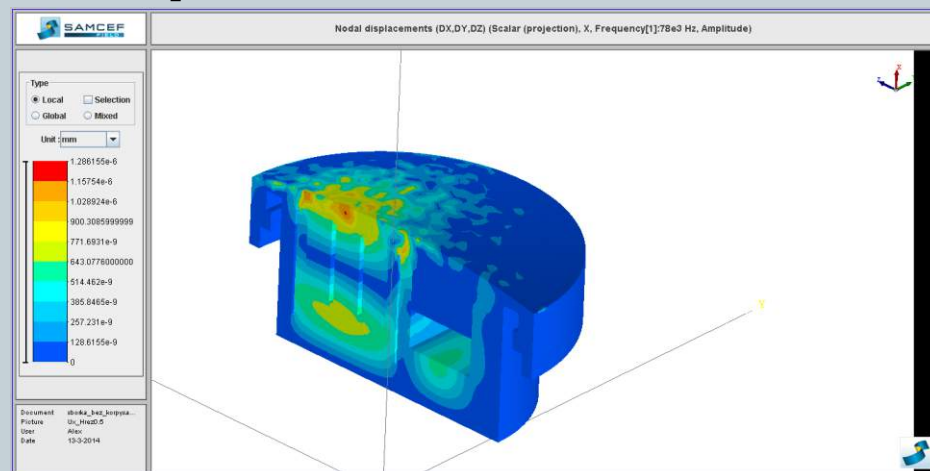 SAMCEF
FIELD
Nodal displacements (DX,DY,DZ) (Scalar (projection), X, Frequency[1]:78e3 Hz, Amplitude)
Type
Local
Selection
Global
Mixed
Unit : mm
1.286155e-6
1.15754e-6
1.028924e-6
900.3085999999
771.6931e-9
643.0776000000
514.462e-9
385.8465e-9
257.231e-9
128.6155e-9
0
Document sborka_bez_korpysa...
Picture Ux_Hrez0.5
User Alex
Date 13-3-2014
Y